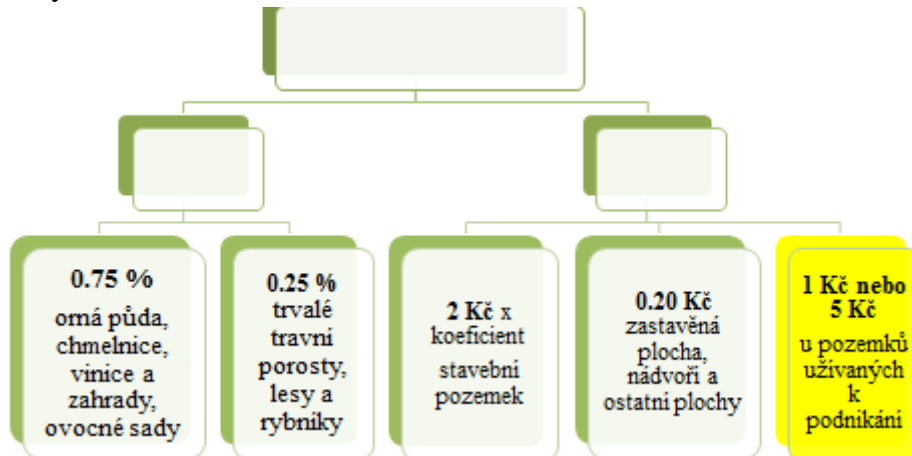 0.75 %
orná půda,
chmelnice,
vinice a
zahrady,
ovocné sady
0.25 %
trvalé
travní
porosty,
lesy a
rybníky
2 Kč x
koeficient
stavební
pozemek
0.20 Kč
zastavěná
plocha,
nádvoří a
ostatní plochy
1 Kč nebo
5 Kč
u pozemků
užívaných
k
podnikání